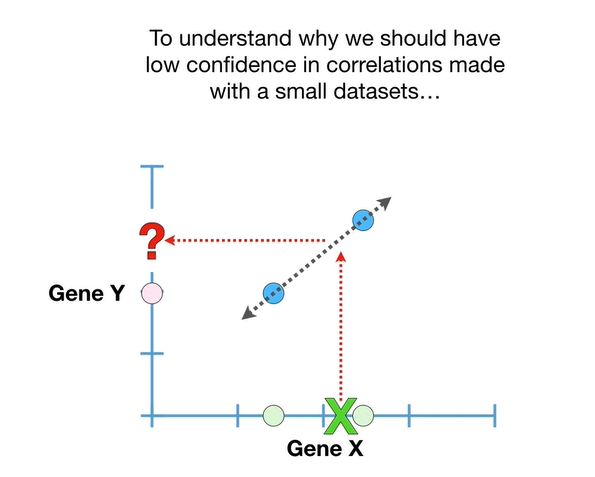 To understand why we should have
low confidence in correlations made
with a small datasets…
?
Gene Y
X
Gene X